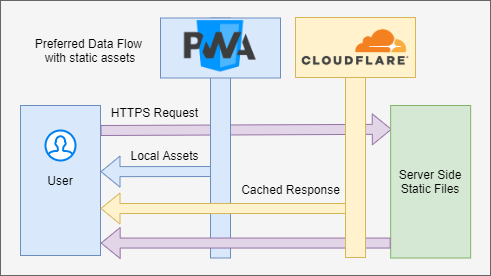 Preferred Data Flow
with static assets
PWA
CLOUDFLARE
HTTPS Request
Local Assets
User
Cached Response
Server Side
Static Files